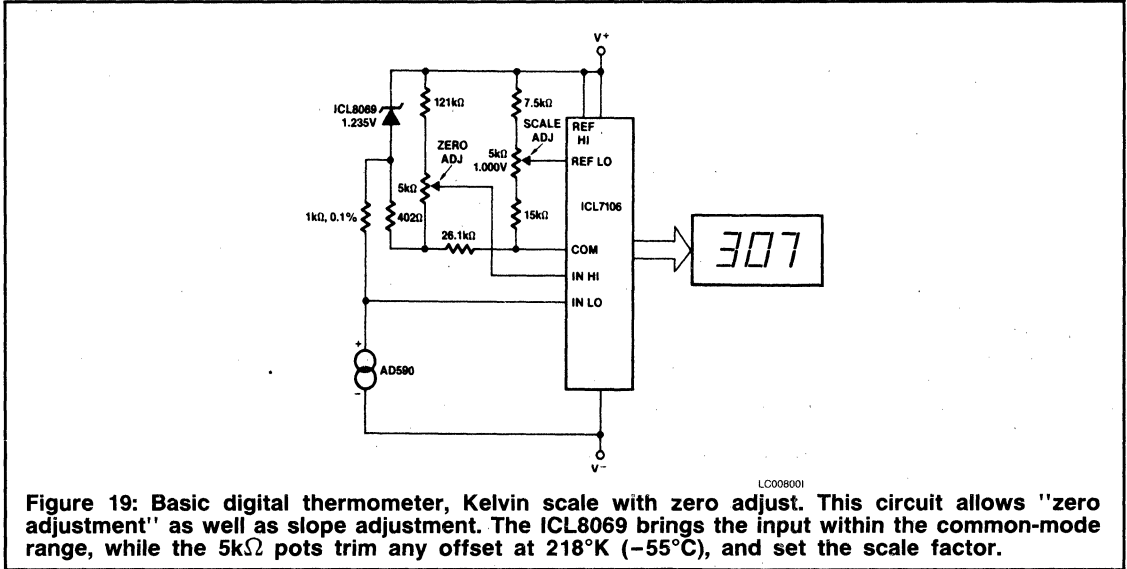 V+
ICL8069
1.235V
121kΩ
7.5kΩ
SCALE
ADJ
ZERO
ADJ
5kΩ
1.000V
5kΩ
15kΩ
1kΩ, 0.1%
402Ω
26.1kΩ
REF
HI
REF LO
ICL7106
COM
IN HI
IN LO
307
+
AD590
-
V-
LC00800I
Figure 19: Basic digital thermometer, Kelvin scale with zero adjust. This circuit allows "zero
adjustment" as well as slope adjustment. The ICL8069 brings the input within the common-mode
range, while the 5kΩ pots trim any offset at 218°K (−55°C), and set the scale factor.